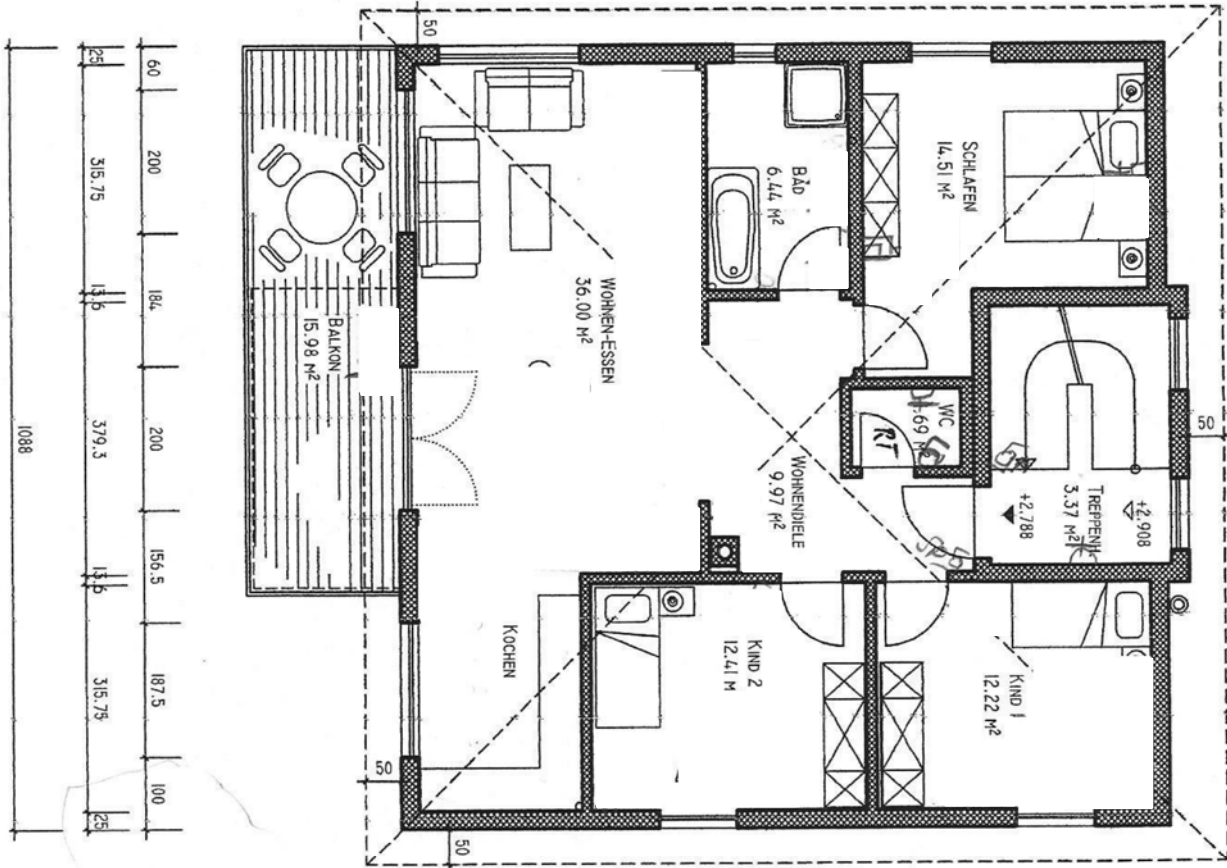 50
SCHLAFEN
14.51 M²
BAD
6.44 M²
WOHNEN-ESSEN
36.00 M²
BALKON
15.98 M²
WC
.69 M²
RT
WOHNENDIELE
9.97 M²
TREPPENH
3.37 M²
+2.908
+2.788
50
KIND 1
12.22 M²
KIND 2
12.41 M
KOCHEN
50
50
60
200
184
200
156.5
187.5
100
25
315.75
13.6
379.3
13.6
315.75
25
1088